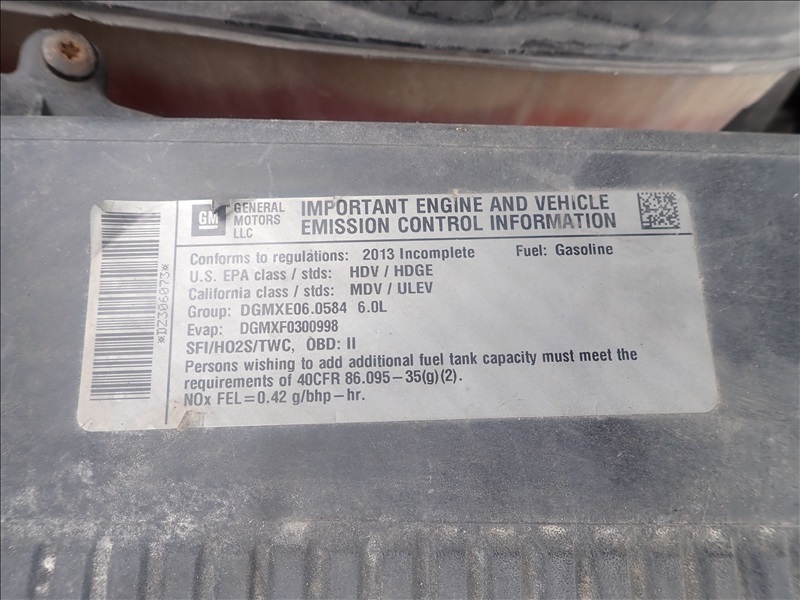 GM
GENERAL
MOTORS
LLC
IMPORTANT ENGINE AND VEHICLE
EMISSION CONTROL INFORMATION
Conforms to regulations: 2013 Incomplete Fuel: Gasoline
U.S. EPA class / stds: HDV / HDGE
California class / stds: MDV / ULEV
Group: DGMXE06.0584 6.0L
Evap: DGMXF0300998
SFI/HO2S/TWC, OBD: II
Persons wishing to add additional fuel tank capacity must meet the
requirements of 40CFR 86.095-35(g)(2).
NOx FEL=0.42 g/bhp-hr.
*DZ306073*